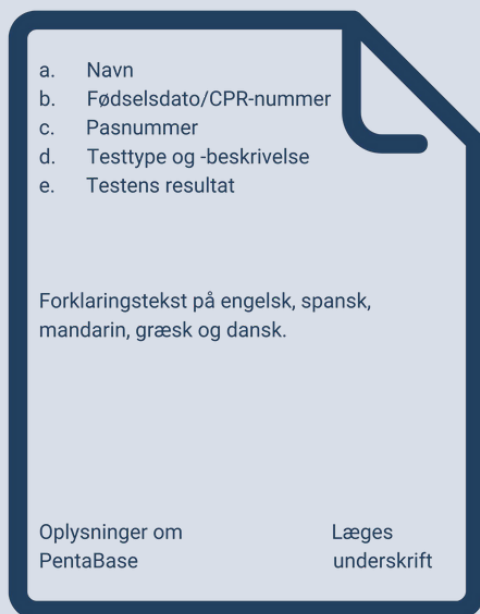 a. Navn
b. Fødselsdato/CPR-nummer
c. Pasnummer
d. Testtype og -beskrivelse
e. Testens resultat
Forklaringstekst på engelsk, spansk,
mandarin, græsk og dansk.
Oplysninger om
PentaBase
Læges
underskrift